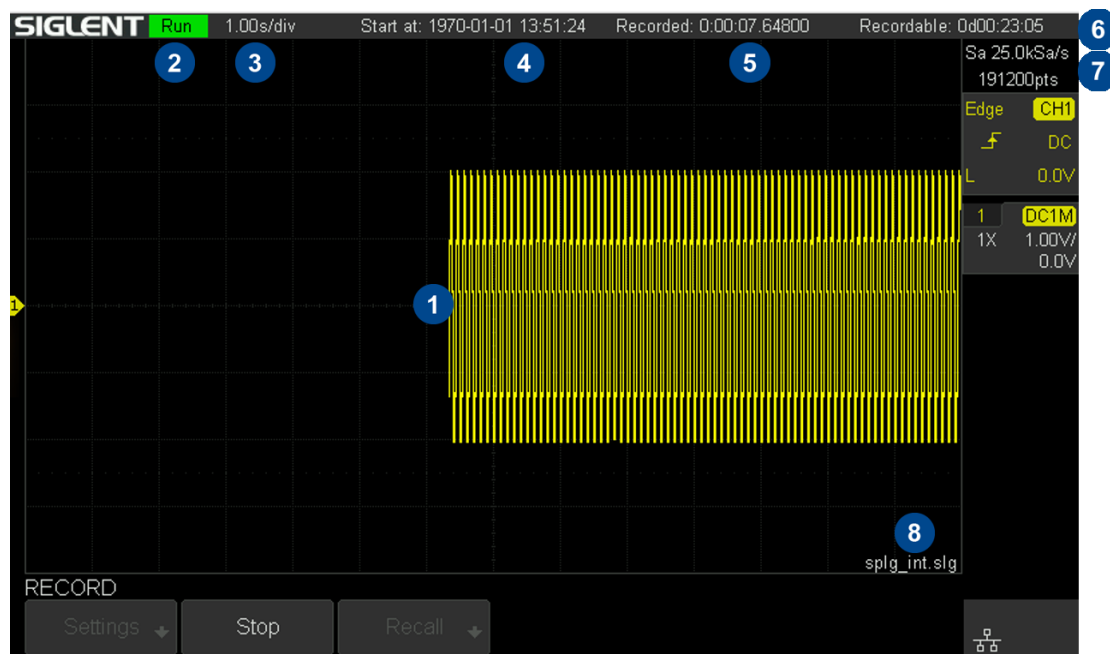 SIGLENT Run 1.00s/div Start at: 1970-01-01 13:51:24 Recorded: 0:00:07.64800 Recordable: 0d00:23:05 6
2 3 4 5 Sa 25.0kSa/s 7
191200pts
Edge CH1
DC
L 0.0V
1 DC1M
1X 1.00V/
0.0V
1 1
8
splg_int.slg
RECORD
Settings Stop Recall